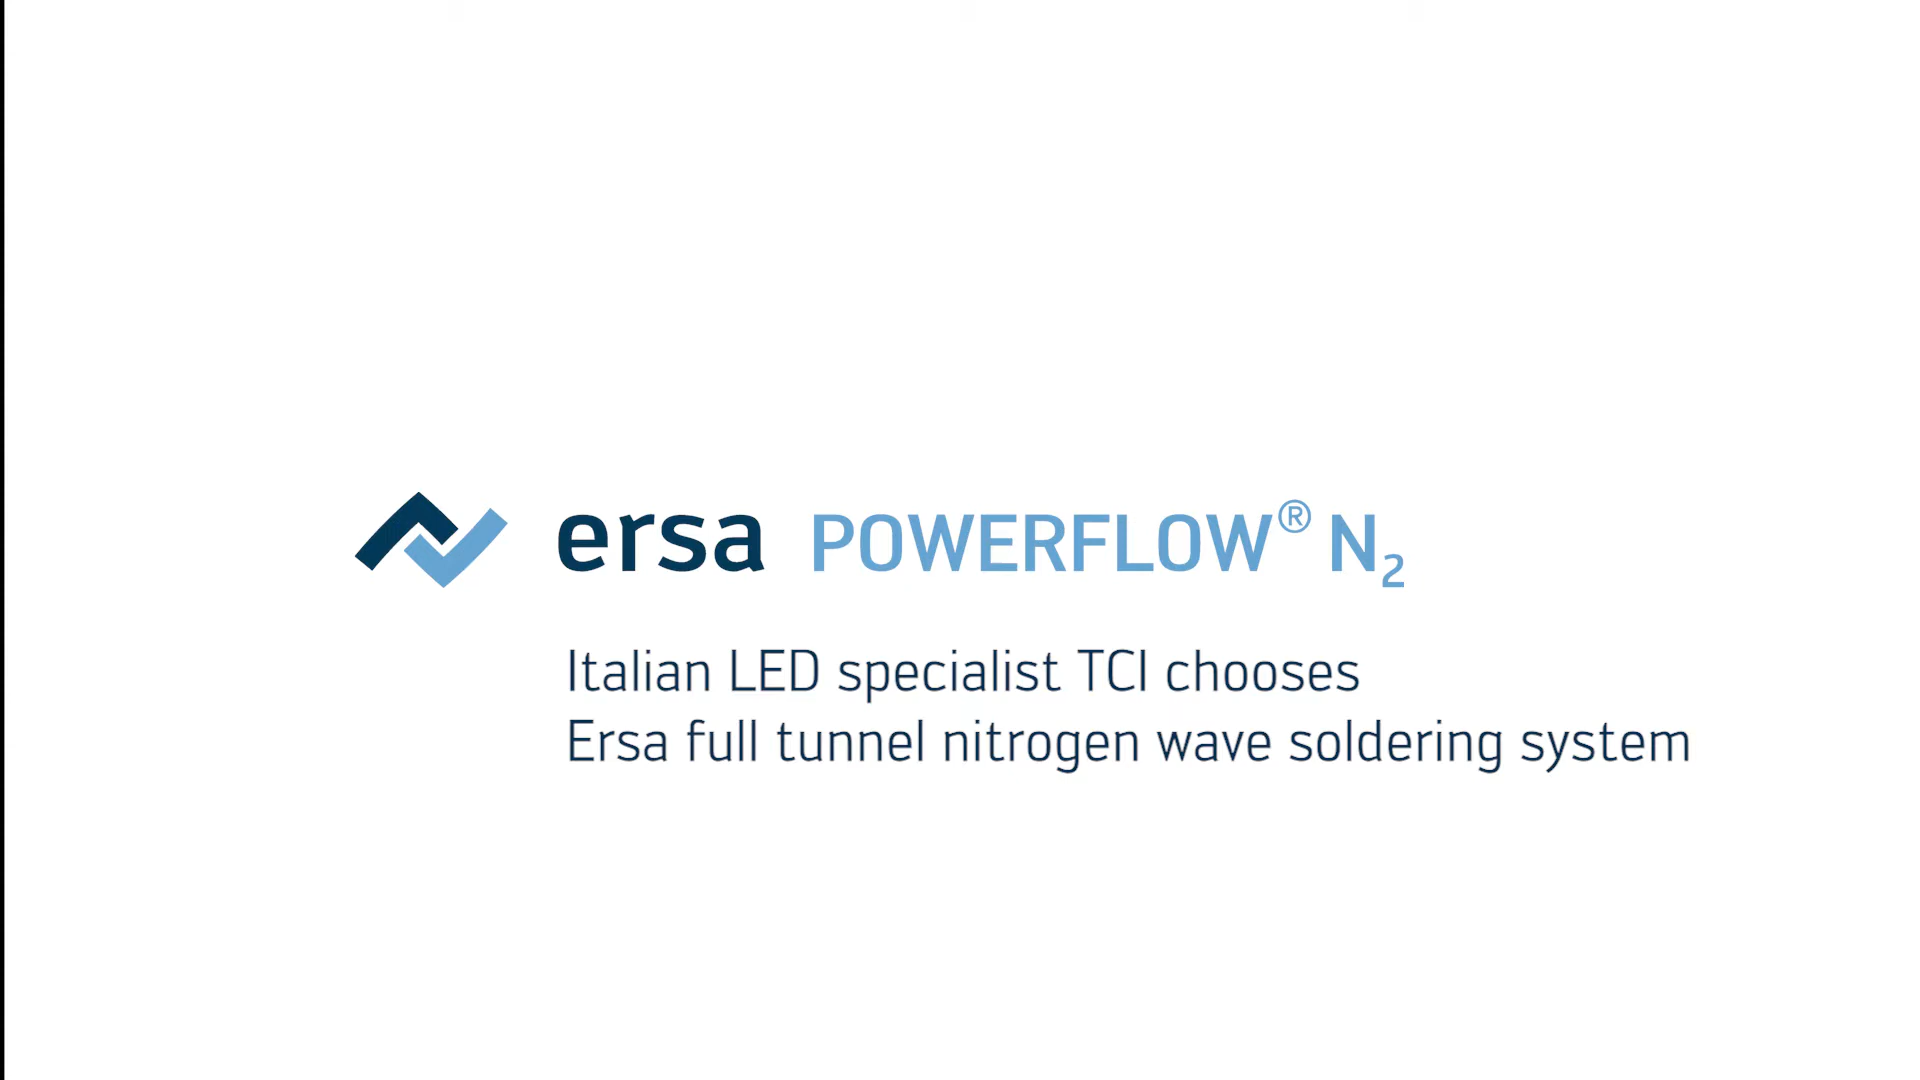 ersa POWERFLOW® N₂
Italian LED specialist TCI chooses
Ersa full tunnel nitrogen wave soldering system